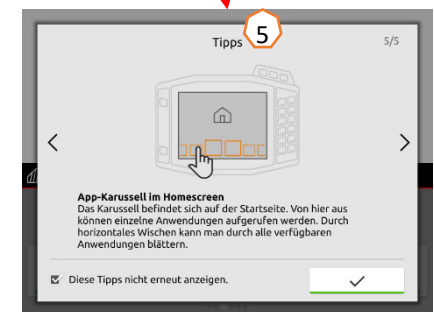 Tipps
5
5/5
App-Karussell im Homescreen
Das Karussell befindet sich auf der Startseite. Von hier aus
können einzelne Anwendungen aufgerufen werden. Durch
horizontales Wischen kann man durch alle verfügbaren
Anwendungen blättern.
Diese Tipps nicht erneut anzeigen.